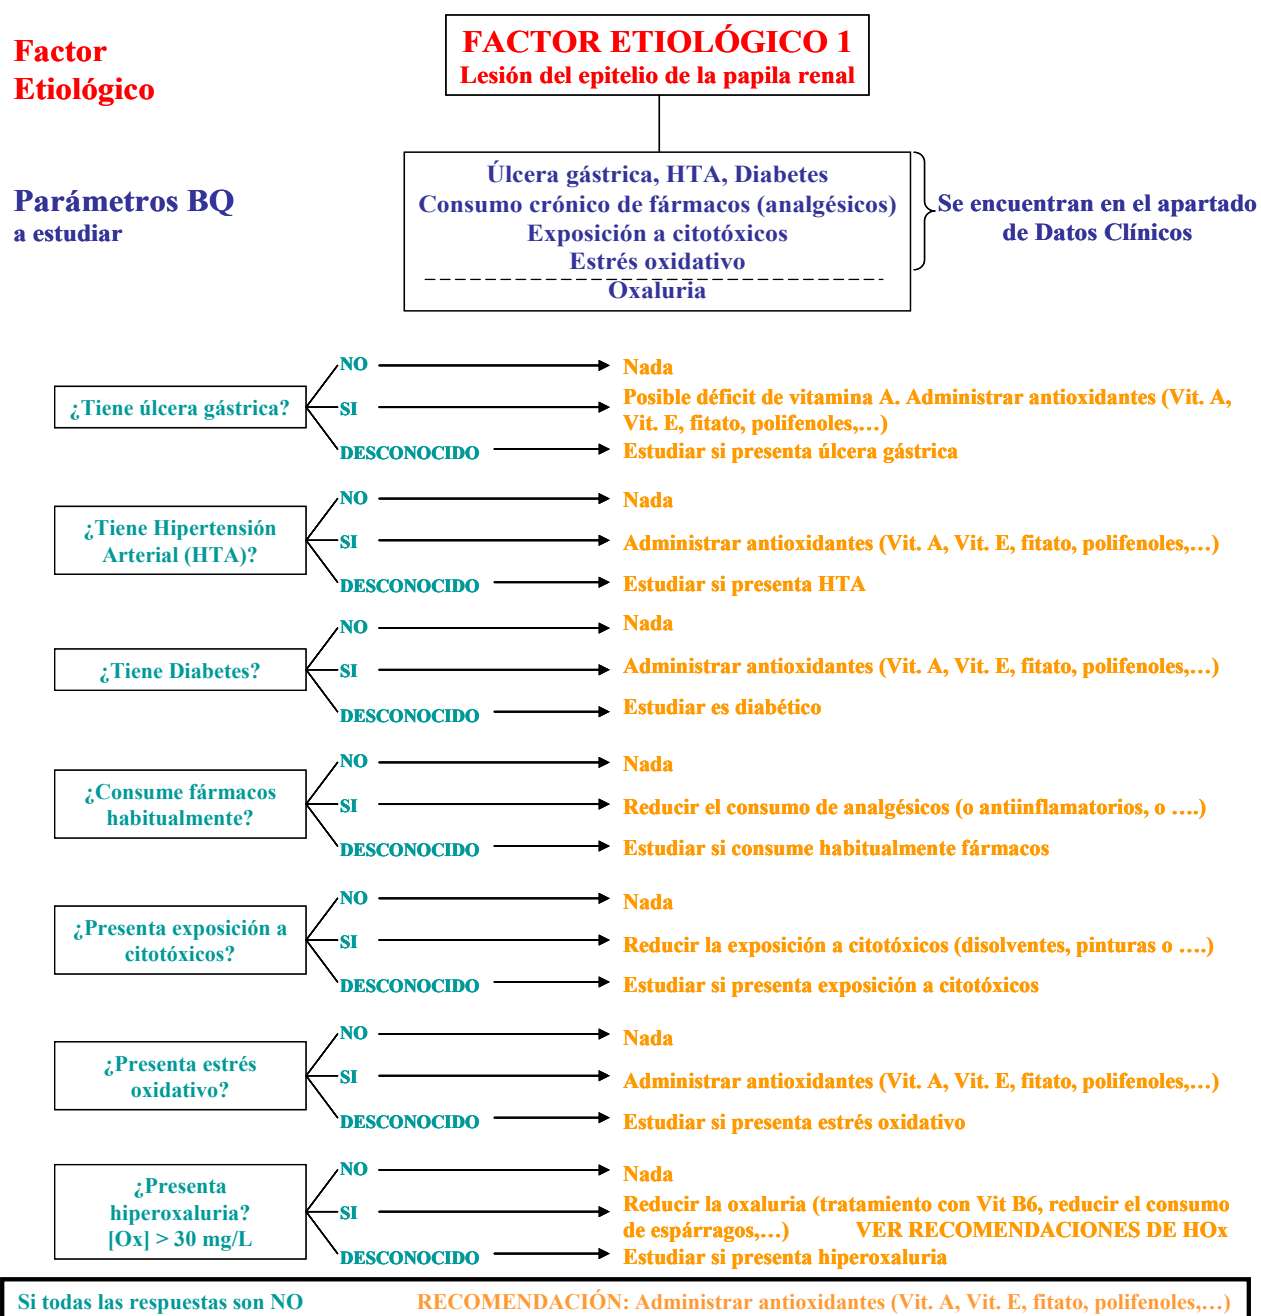 Factor
Etiológico
FACTOR ETIOLÓGICO 1
Lesión del epitelio de la papila renal
Parámetros BQ
a estudiar
Úlcera gástrica, HTA, Diabetes
Consumo crónico de fármacos (analgésicos)
Exposición a citotóxicos
Estrés oxidativo
Oxaluria
Se encuentran en el apartado
de Datos Clínicos
¿Tiene úlcera gástrica?
NO
Nada
SI
Posible déficit de vitamina A. Administrar antioxidantes (Vit. A,
Vit. E, fitato, polifenoles,…)
DESCONOCIDO
Estudiar si presenta úlcera gástrica
¿Tiene Hipertensión
Arterial (HTA)?
NO
Nada
SI
Administrar antioxidantes (Vit. A, Vit. E, fitato, polifenoles,…)
DESCONOCIDO
Estudiar si presenta HTA
¿Tiene Diabetes?
NO
Nada
SI
Administrar antioxidantes (Vit. A, Vit. E, fitato, polifenoles,…)
DESCONOCIDO
Estudiar es diabético
¿Consume fármacos
habitualmente?
NO
Nada
SI
Reducir el consumo de analgésicos (o antiinflamatorios, o ….)
DESCONOCIDO
Estudiar si consume habitualmente fármacos
¿Presenta exposición a
citotóxicos?
NO
Nada
SI
Reducir la exposición a citotóxicos (disolventes, pinturas o ….)
DESCONOCIDO
Estudiar si presenta exposición a citotóxicos
¿Presenta estrés
oxidativo?
NO
Nada
SI
Administrar antioxidantes (Vit. A, Vit. E, fitato, polifenoles,…)
DESCONOCIDO
Estudiar si presenta estrés oxidativo
¿Presenta
hiperoxaluria?
[Ox] > 30 mg/L
NO
Nada
SI
Reducir la oxaluria (tratamiento con Vit B6, reducir el consumo
de espárragos,…) VER RECOMENDACIONES DE HOx
DESCONOCIDO
Estudiar si presenta hiperoxaluria
Si todas las respuestas son NO
RECOMENDACIÓN: Administrar antioxidantes (Vit. A, Vit. E, fitato, polifenoles,…)